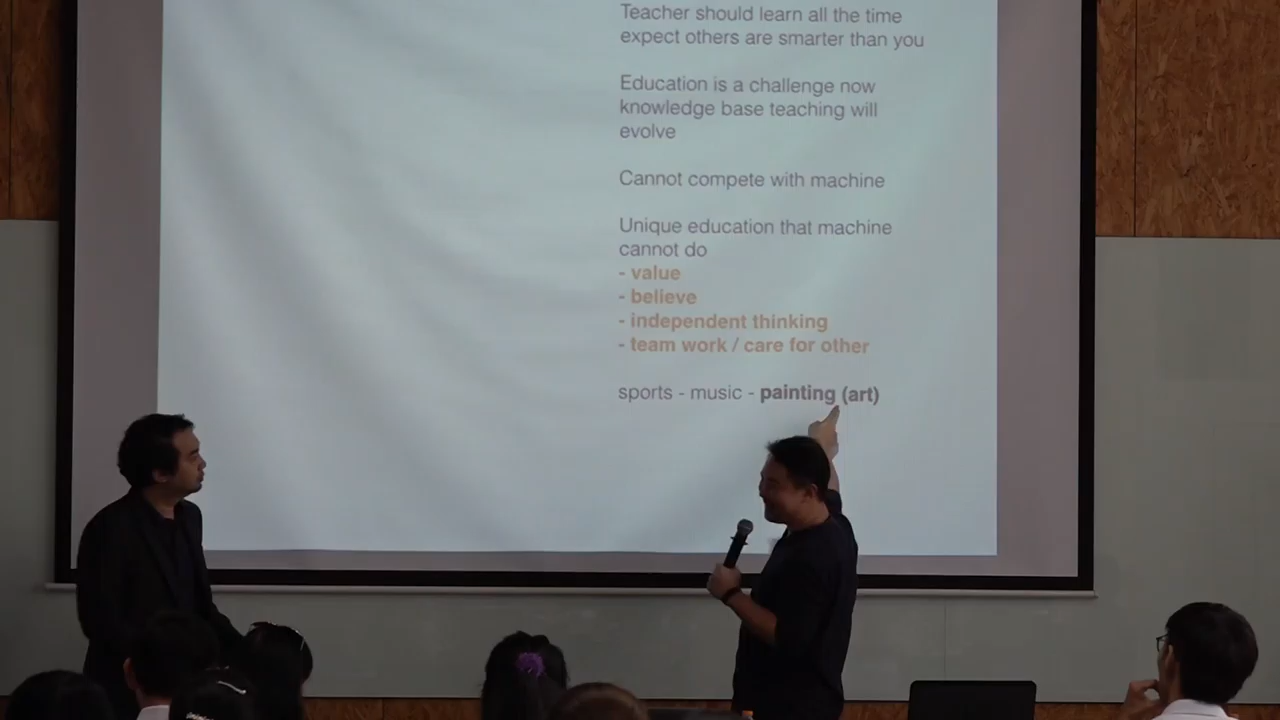 Teacher should learn all the time
expect others are smarter than you
Education is a challenge now
knowledge base teaching will
evolve
Cannot compete with machine
Unique education that machine
cannot do
- value
- believe
- independent thinking
- team work / care for other
sports - music - painting (art)